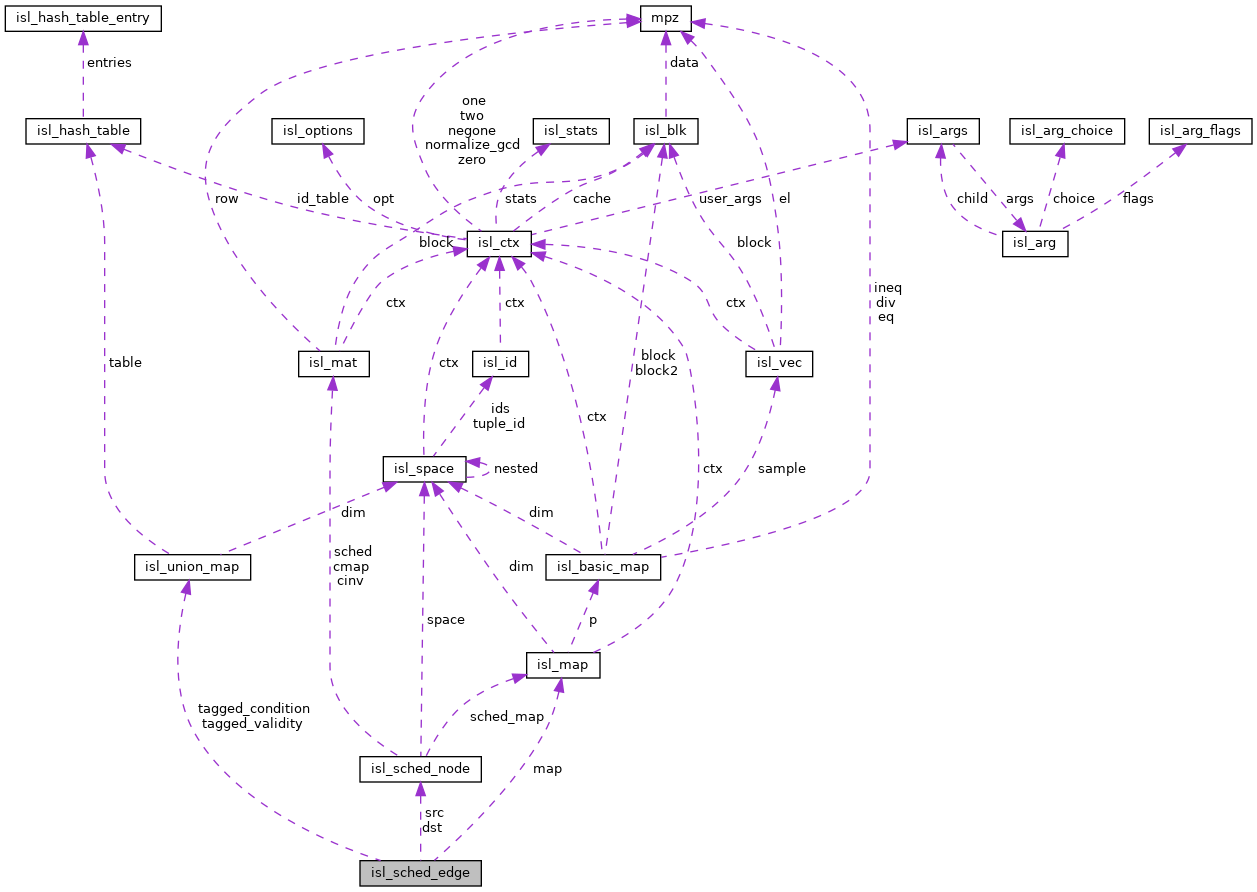 isl_hash_table_entry
mpz
entries
data
one
two
negone
normalize_gcd
zero
isl_hash_table
isl_options
isl_stats
isl_blk
isl_args
isl_arg_choice
isl_arg_flags
row
id_table
opt
stats
cache
user_args
el
child
args
choice
flags
block
isl_ctx
block
isl_arg
ctx
ctx
ctx
ineq
div
eq
table
isl_mat
ctx
isl_id
block
block2
isl_vec
ids
tuple_id
ctx
isl_space
nested
ctx
sample
dim
dim
sched
cmap
cinv
isl_union_map
dim
isl_basic_map
space
p
isl_map
tagged_condition
tagged_validity
sched_map
isl_sched_node
map
src
dst
isl_sched_edge